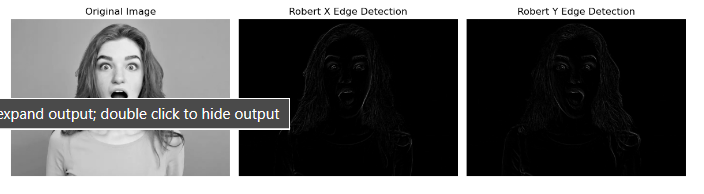 Original Image
Robert X Edge Detection
Robert Y Edge Detection
expand output; double click to hide output